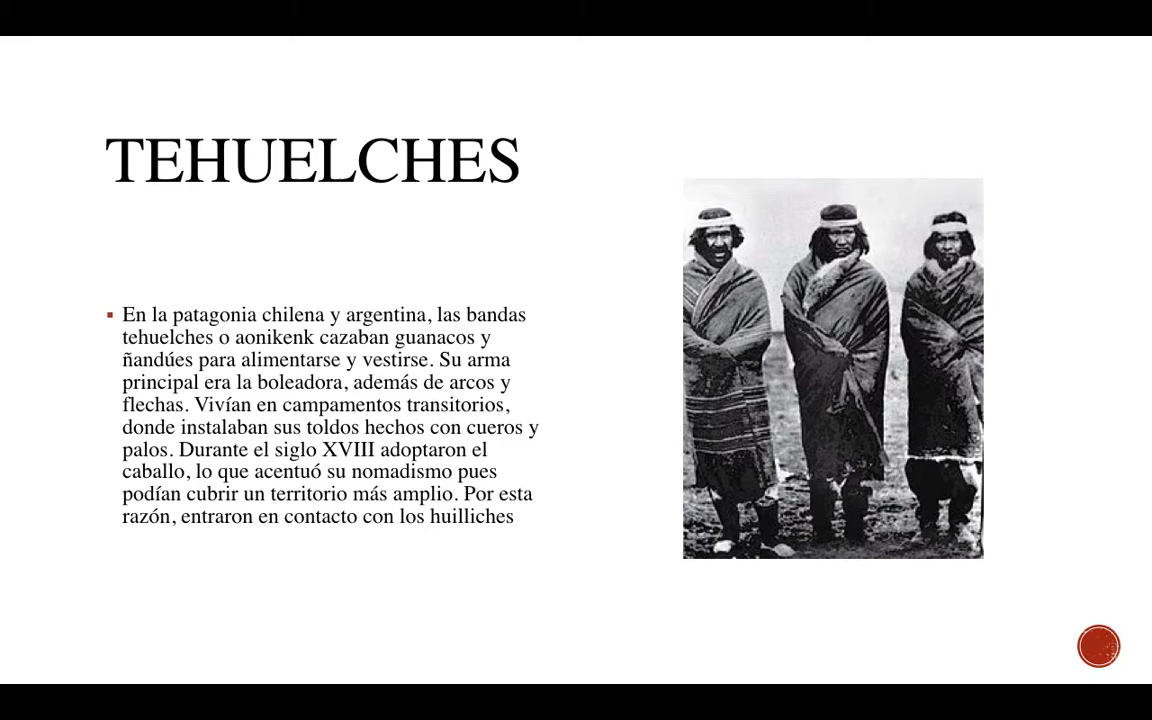 TEHUELCHES
En la patagonia chilena y argentina, las bandas
tehuelches o aonikenk cazaban guanacos y
ñandúes para alimentarse y vestirse. Su arma
principal era la boleadora, además de arcos y
flechas. Vivían en campamentos transitorios,
donde instalaban sus toldos hechos con cueros y
palos. Durante el siglo XVIII adoptaron el
caballo, lo que acentuó su nomadismo pues
podían cubrir un territorio más amplio. Por esta
razón, entraron en contacto con los huilliches